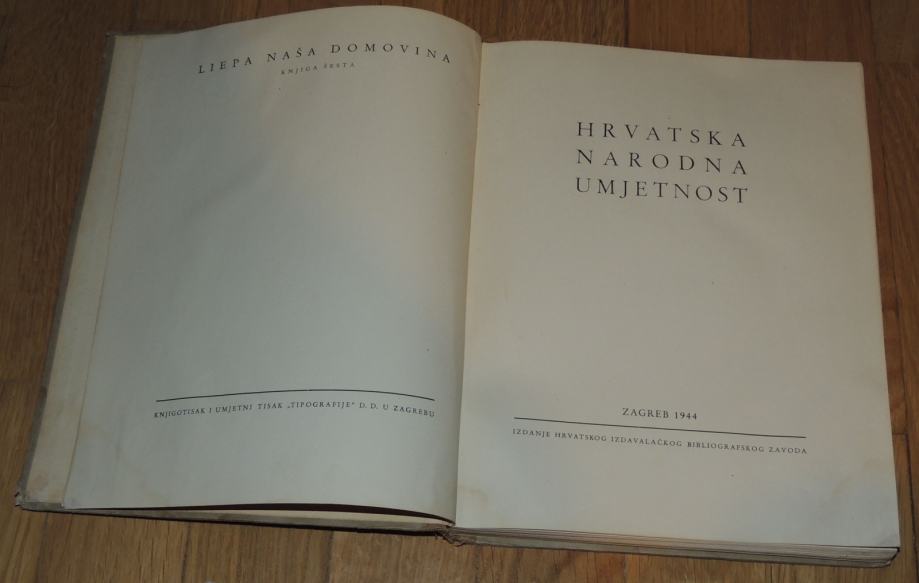 LIEPA NAŠA DOMOVINA
KNJIGA ŠESTA
KNJIGOTISAK I UMJETNI TISAK „TIPOGRAFIJE“ D. D. U ZAGREBU
HRVATSKA
NARODNA
UMJETNOST
ZAGREB 1944
IZDANJE HRVATSKOG IZDAVALAČKOG BIBLIOGRAFSKOG ZAVODA